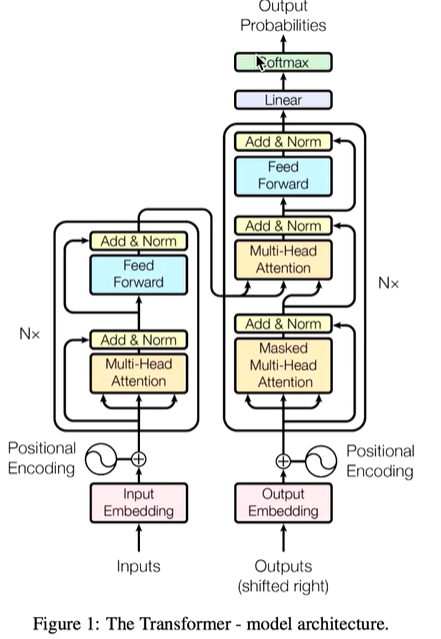 Output
Probabilities
Softmax
Linear
Add & Norm
Feed
Forward
Add & Norm
Multi-Head
Attention
Add & Norm
Masked
Multi-Head
Attention
Nx
Add & Norm
Feed
Forward
Add & Norm
Multi-Head
Attention
Nx
Positional
Encoding
Positional
Encoding
Input
Embedding
Output
Embedding
Inputs
Outputs
(shifted right)
Figure 1: The Transformer - model architecture.